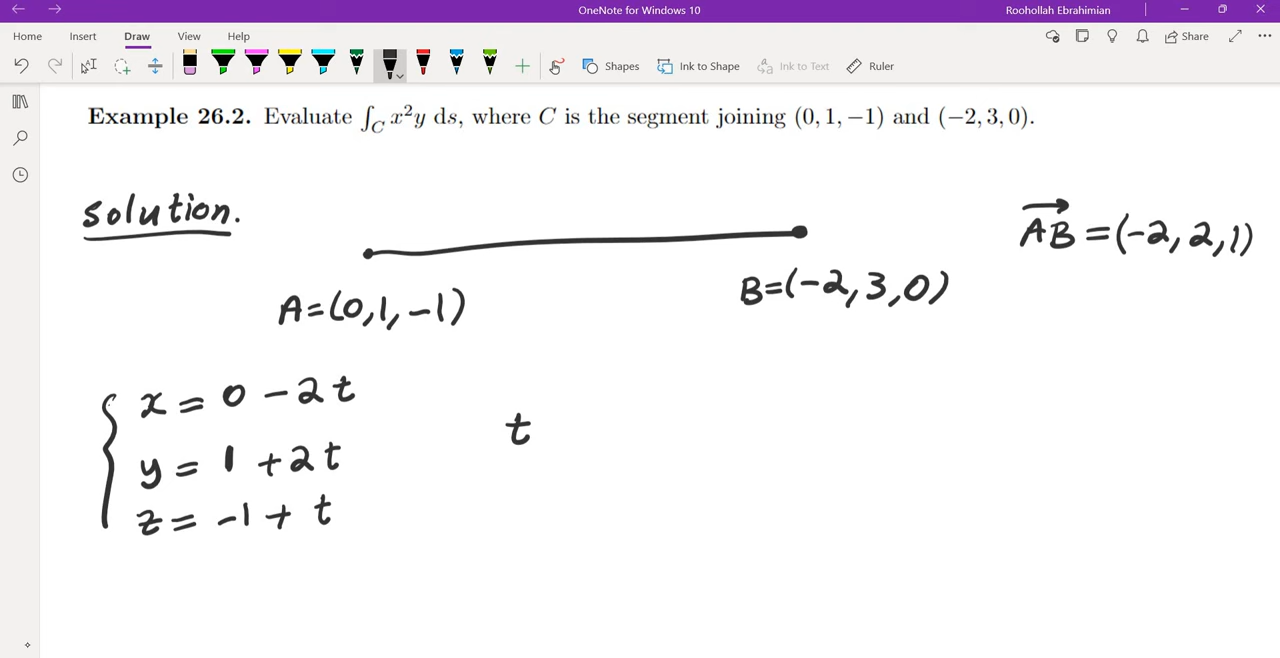 OneNote for Windows 10
Roohollah Ebrahimian
Home Insert Draw View Help
Share
Shapes Ink to Shape Ink to Text Ruler
Example 26.2. Evaluate ∫_C x²y ds, where C is the segment joining (0, 1, −1) and (−2, 3, 0).
solution.
A=(0,1,-1)
B=(-2,3,0)
→AB =(-2,2,1)
{ x = 0 - 2t
y = 1 + 2t
z = -1 + t
t